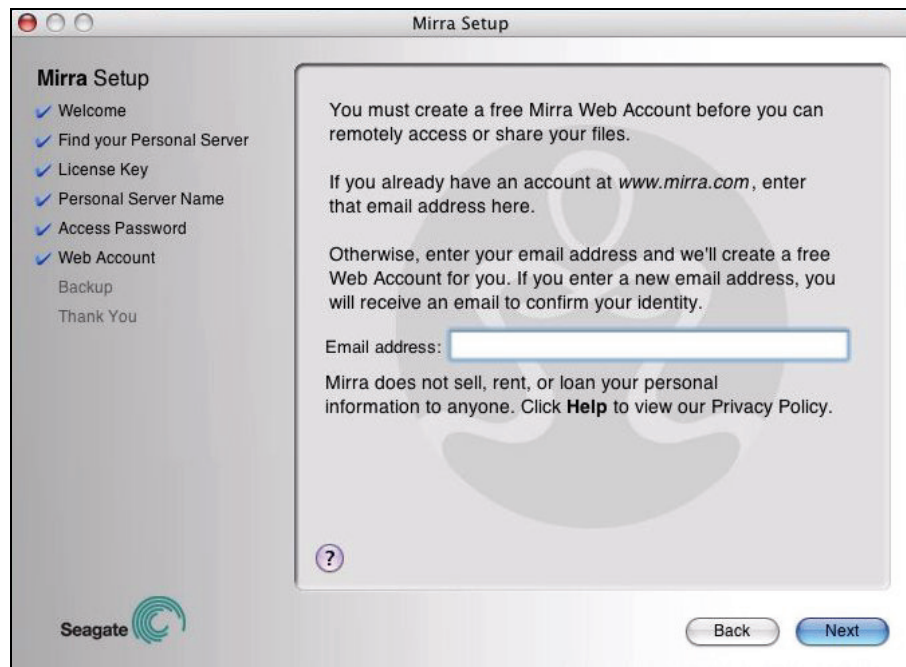 Mirra Setup
Mirra Setup
Welcome
Find your Personal Server
License Key
Personal Server Name
Access Password
Web Account
Backup
Thank You
You must create a free Mirra Web Account before you can
remotely access or share your files.
If you already have an account at www.mirra.com, enter
that email address here.
Otherwise, enter your email address and we'll create a free
Web Account for you. If you enter a new email address, you
will receive an email to confirm your identity.
Email address:
Mirra does not sell, rent, or loan your personal
information to anyone. Click Help to view our Privacy Policy.
?
Seagate
Back
Next